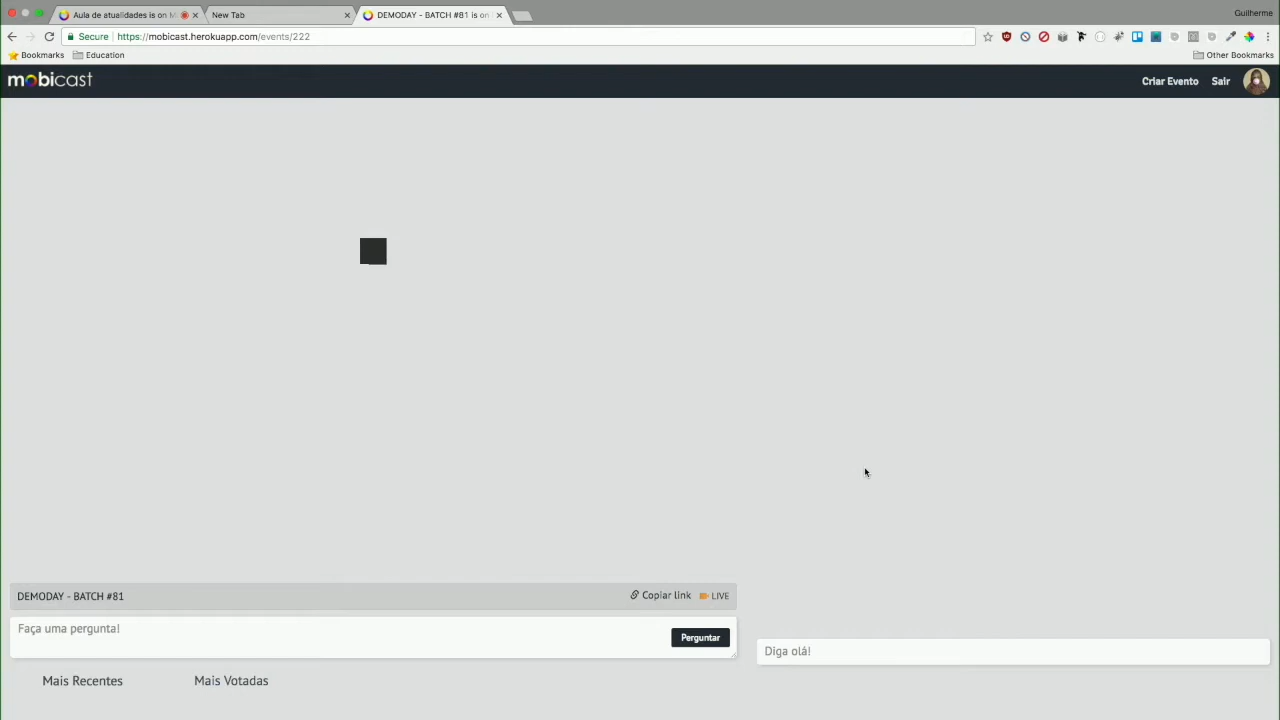 Aula de atualidades is on M
New Tab
DEMODAY - BATCH #81 is on
Guilherme
Secure
https://mobicast.herokuapp.com/events/222
Bookmarks
Education
Other Bookmarks
mobicast
Criar Evento
Sair
DEMODAY - BATCH #81
Copiar link
LIVE
Faça uma pergunta!
Perguntar
Diga olá!
Mais Recentes
Mais Votadas